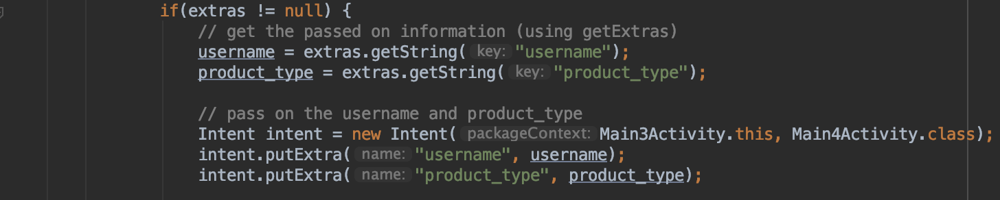 if(extras != null) {
// get the passed on information (using getExtras)
username = extras.getString( key: "username");
product_type = extras.getString( key: "product_type");
// pass on the username and product_type
Intent intent = new Intent( packageContext: Main3Activity.this, Main4Activity.class);
intent.putExtra( name: "username", username);
intent.putExtra( name: "product_type", product_type);